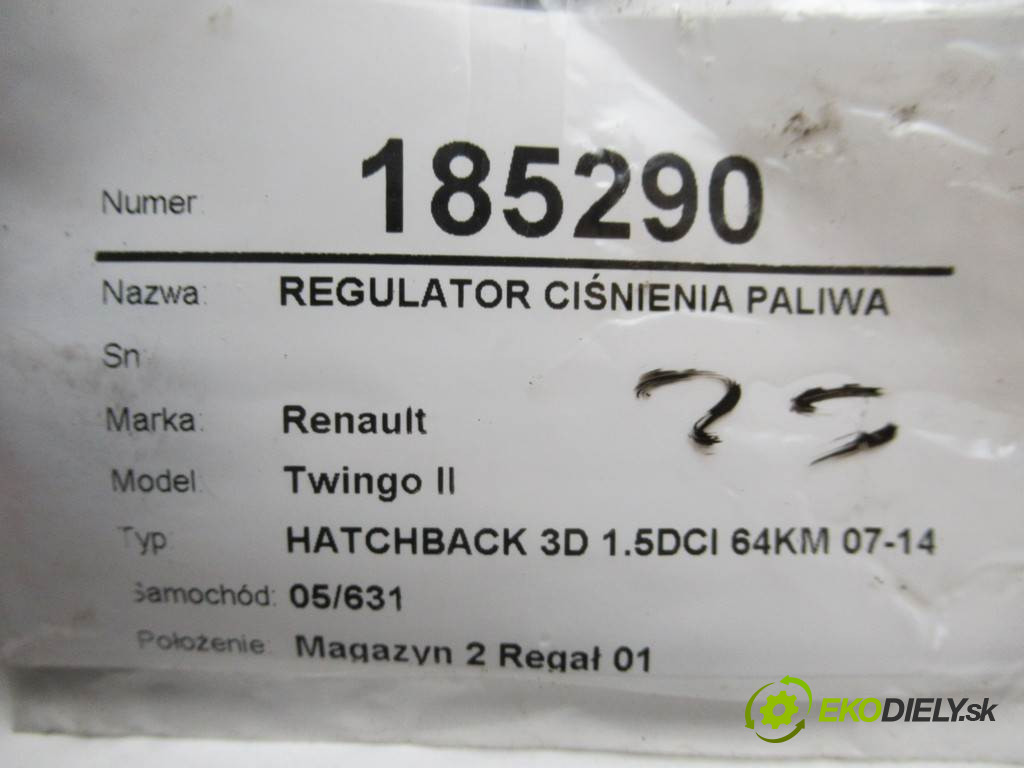 Numer: 185290
Nazwa: REGULATOR CIŚNIENIA PALIWA
Sn
Marka: Renault
Model: Twingo II
Typ: HATCHBACK 3D 1.5DCI 64KM 07-14
Samochód: 05/631
Położenie: Magazyn 2 Regał 01
EKODIELY.sk